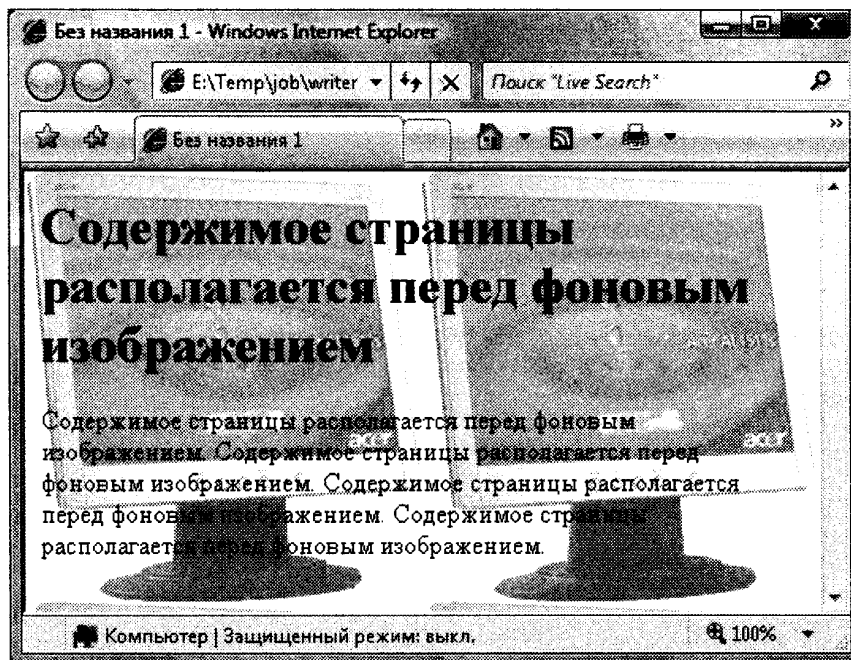 Без названия 1 - Windows Internet Explorer
E:\Temp\job\writer
Поиск "Live Search"
Без названия 1
»
Содержимое страницы
располагается перед фоновым
изображением
Содержимое страницы располагается перед фоновым
изображением. Содержимое страницы располагается перед
фоновым изображением. Содержимое страницы располагается
перед фоновым изображением. Содержимое страницы
располагается перед фоновым изображением.
acer
acer
Компьютер | Защищенный режим: выкл.
100%